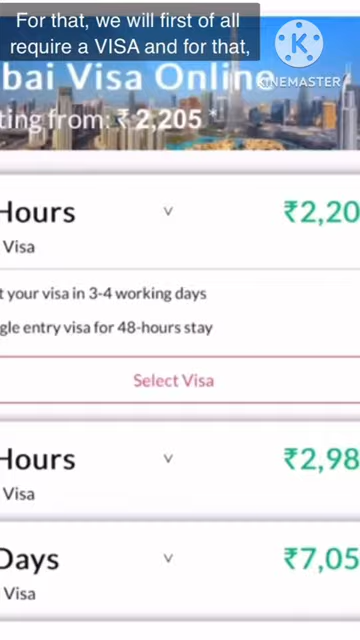 For that, we will first of all
require a VISA and for that,
KINEMASTER
bai Visa Online
ting from: ₹ 2,205 *
Hours ₹2,20
Visa
t your visa in 3-4 working days
gle entry visa for 48-hours stay
Select Visa
Hours ₹2,98
Visa
Days ₹7,05
Visa